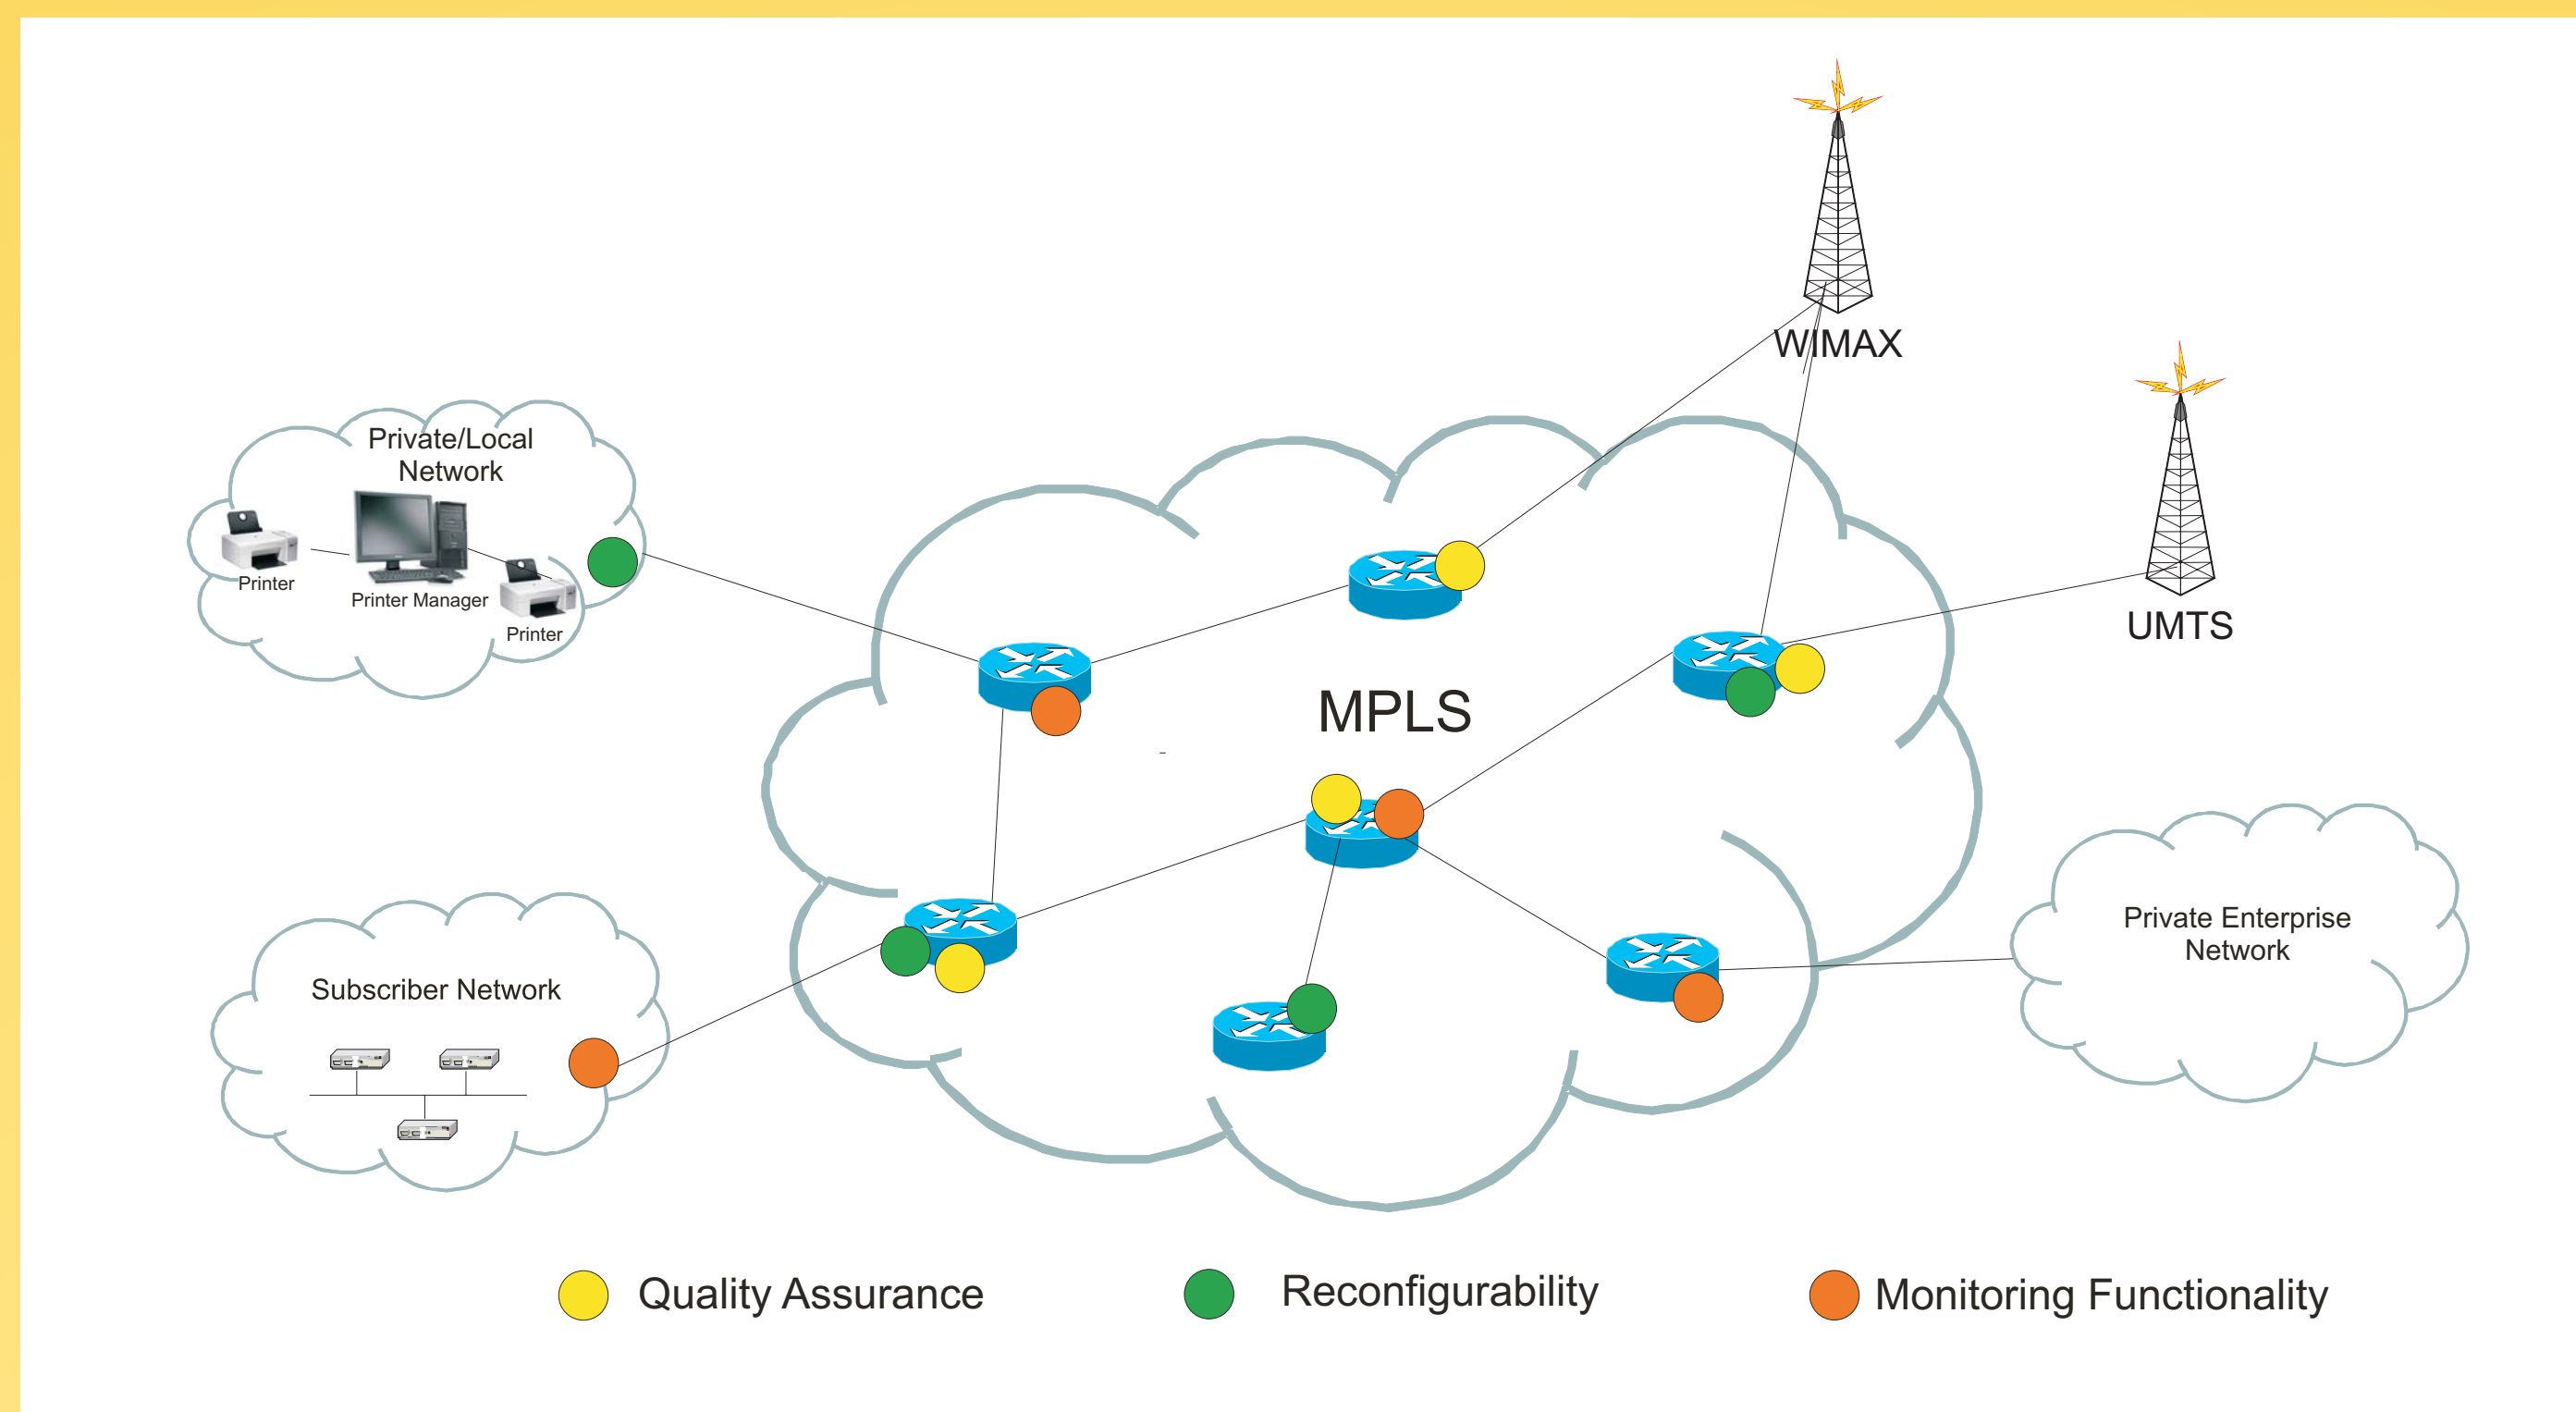 WIMAX
UMTS
Private/Local
Network
Printer
Printer Manager
Printer
MPLS
Private Enterprise
Network
Subscriber Network
Quality Assurance
Reconfigurability
Monitoring Functionality